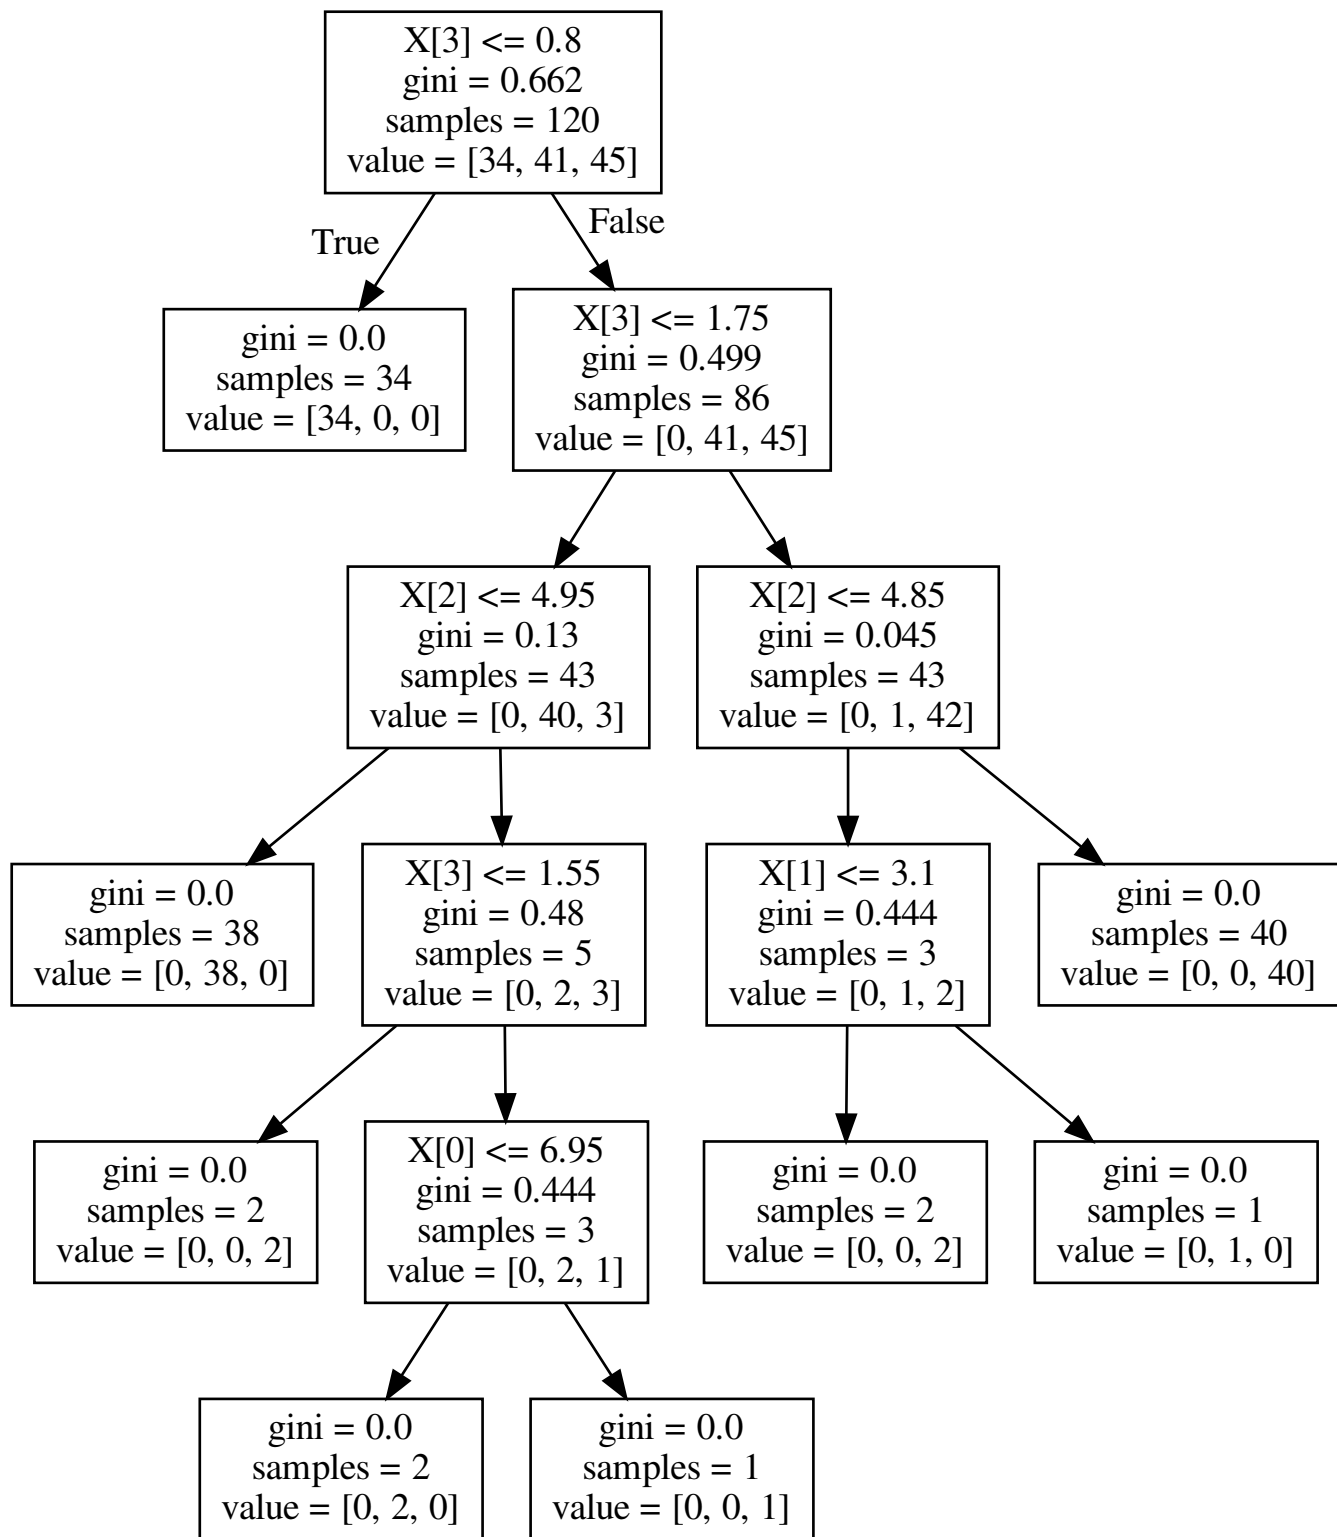 X[3] <= 0.8
gini = 0.662
samples = 120
value = [34, 41, 45]
True
False
gini = 0.0
samples = 34
value = [34, 0, 0]
X[3] <= 1.75
gini = 0.499
samples = 86
value = [0, 41, 45]
X[2] <= 4.95
gini = 0.13
samples = 43
value = [0, 40, 3]
X[2] <= 4.85
gini = 0.045
samples = 43
value = [0, 1, 42]
gini = 0.0
samples = 38
value = [0, 38, 0]
X[3] <= 1.55
gini = 0.48
samples = 5
value = [0, 2, 3]
X[1] <= 3.1
gini = 0.444
samples = 3
value = [0, 1, 2]
gini = 0.0
samples = 40
value = [0, 0, 40]
gini = 0.0
samples = 2
value = [0, 0, 2]
X[0] <= 6.95
gini = 0.444
samples = 3
value = [0, 2, 1]
gini = 0.0
samples = 2
value = [0, 0, 2]
gini = 0.0
samples = 1
value = [0, 1, 0]
gini = 0.0
samples = 2
value = [0, 2, 0]
gini = 0.0
samples = 1
value = [0, 0, 1]